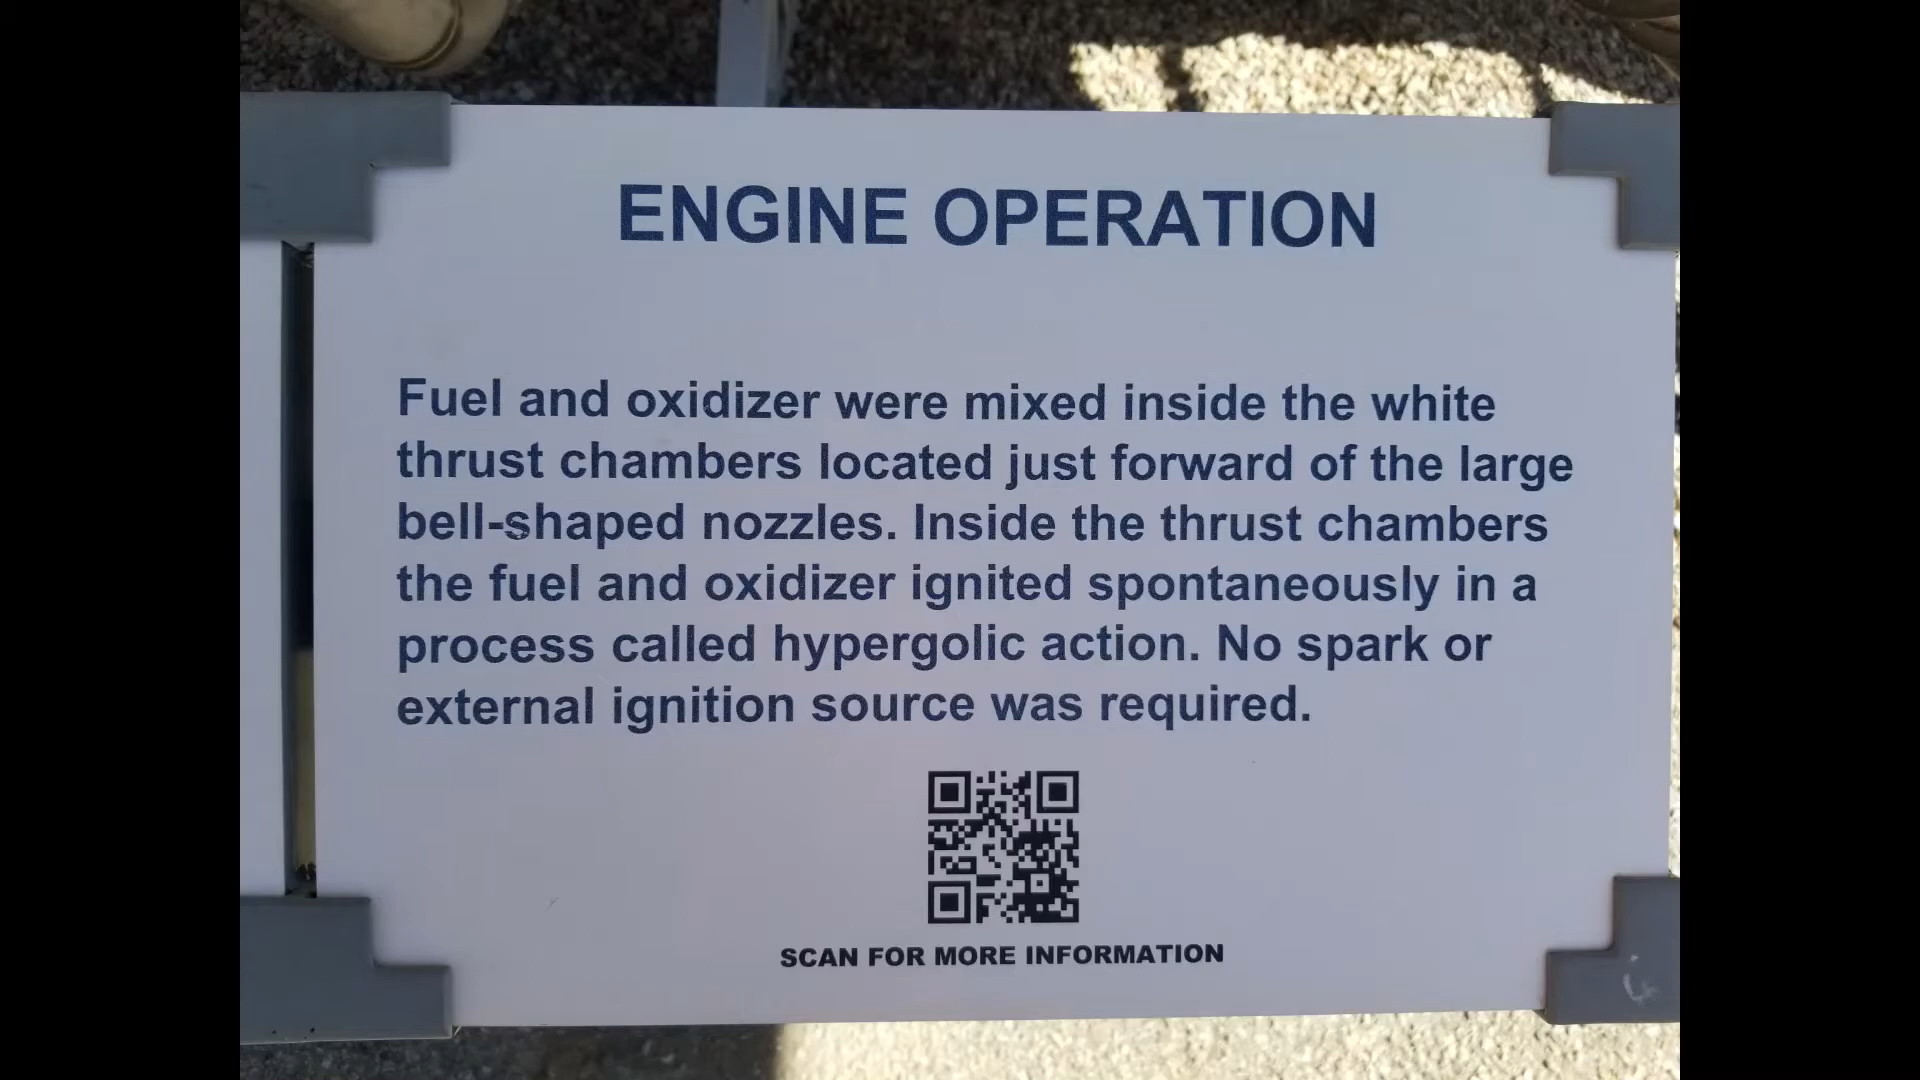 ENGINE OPERATION
Fuel and oxidizer were mixed inside the white
thrust chambers located just forward of the large
bell-shaped nozzles. Inside the thrust chambers
the fuel and oxidizer ignited spontaneously in a
process called hypergolic action. No spark or
external ignition source was required.
SCAN FOR MORE INFORMATION